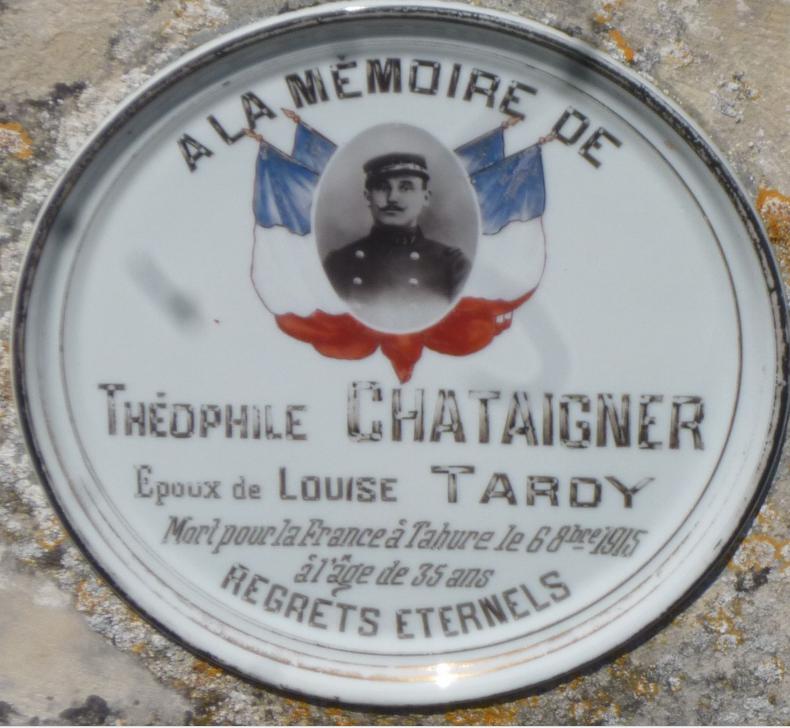 A LA MÉMOIRE DE
THÉOPHILE CHATAIGNER
Epoux de LOUISE TARDY
Mort pour la France à Tahure le 6 8bre 1915
à l'âge de 35 ans
REGRETS ETERNELS